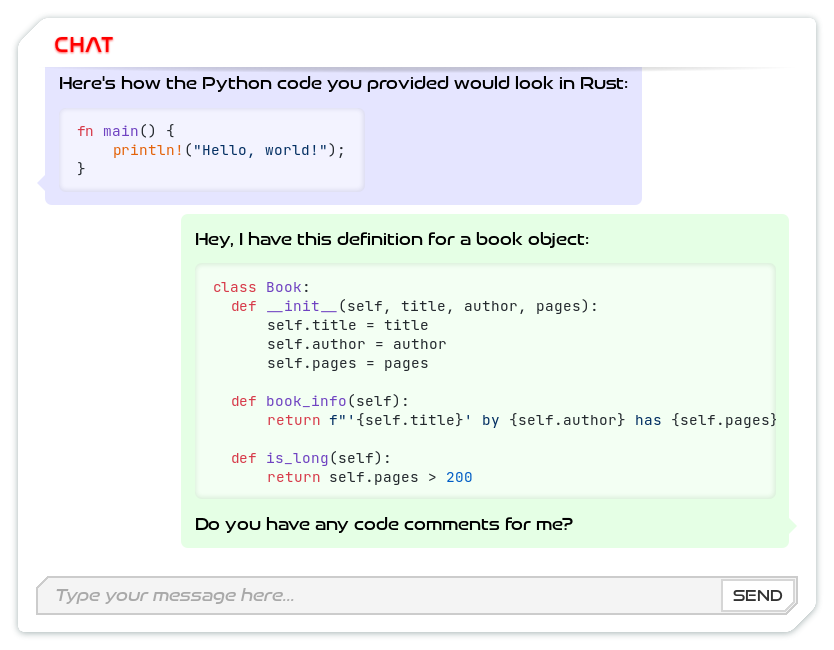 CHAT
Here's how the Python code you provided would look in Rust:
fn main() {
    println!("Hello, world!");
}
Hey, I have this definition for a book object:
class Book:
  def __init__(self, title, author, pages):
      self.title = title
      self.author = author
      self.pages = pages

  def book_info(self):
      return f"'{self.title}' by {self.author} has {self.pages}

  def is_long(self):
      return self.pages > 200
Do you have any code comments for me?
Type your message here...
SEND